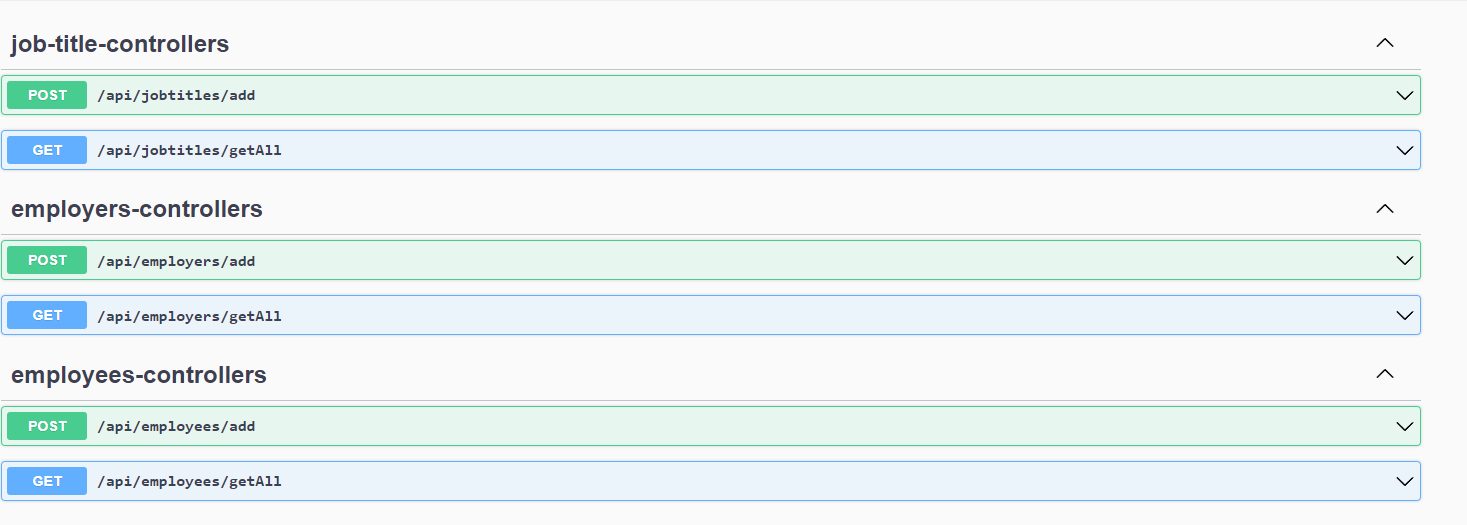 job-title-controllers
POST /api/jobtitles/add
GET /api/jobtitles/getAll
employers-controllers
POST /api/employers/add
GET /api/employers/getAll
employees-controllers
POST /api/employees/add
GET /api/employees/getAll